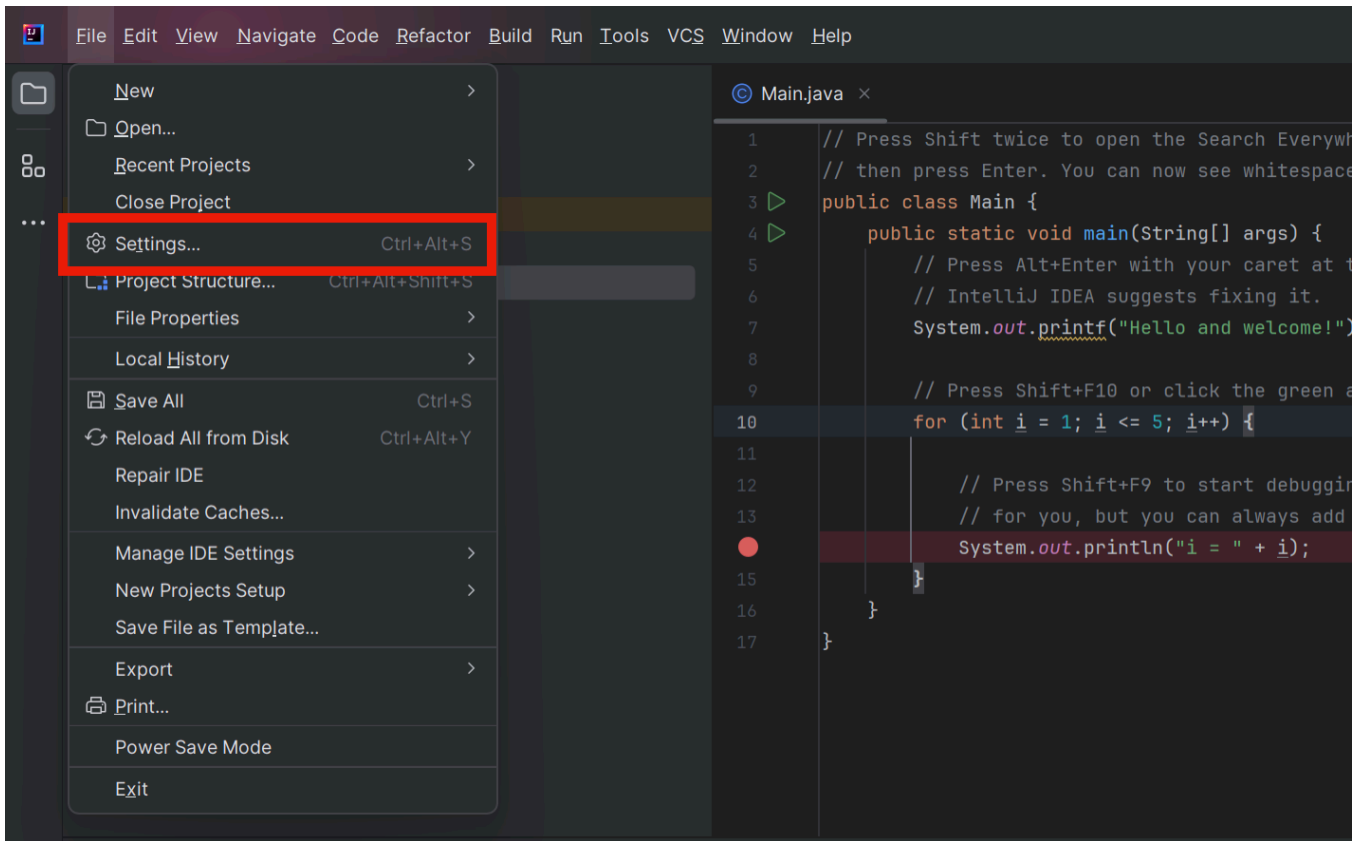 File Edit View Navigate Code Refactor Build Run Tools VCS Window Help
New
Open...
Recent Projects
Close Project
Settings... Ctrl+Alt+S
Project Structure... Ctrl+Alt+Shift+S
File Properties
Local History
Save All Ctrl+S
Reload All from Disk Ctrl+Alt+Y
Repair IDE
Invalidate Caches...
Manage IDE Settings
New Projects Setup
Save File as Template...
Export
Print...
Power Save Mode
Exit
Main.java
1 // Press Shift twice to open the Search
2 // then press Enter. You can now see whitespace
3 public class Main {
4 public static void main(String[] args) {
5 // Press Alt+Enter with your caret at
6 // IntelliJ IDEA suggests fixing it.
7 System.out.printf("Hello and welcome!")
8
9 // Press Shift+F10 or click the green
10 for (int i = 1; i <= 5; i++) {
11
12 // Press Shift+F9 to start
13 // for you, but you can always add
System.out.println("i = " + i);
15 }
16 }
17 }